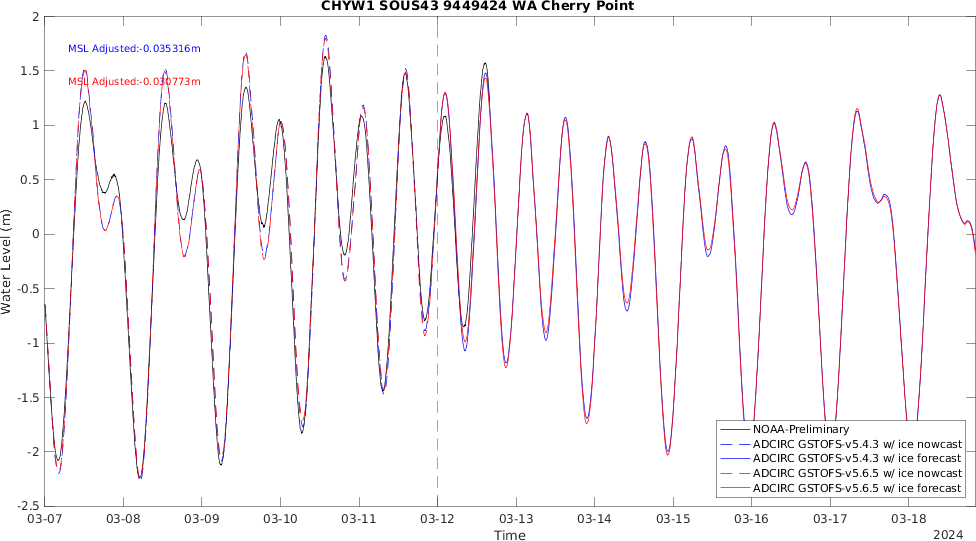 CHYW1 SOUS43 9449424 WA Cherry Point
MSL Adjusted:-0.035316m
MSL Adjusted:-0.030773m
Water Level (m)
2
1.5
1
0.5
0
-0.5
-1
-1.5
-2
-2.5
NOAA-Preliminary
ADCIRC GSTOFS-v5.4.3 w/ ice nowcast
ADCIRC GSTOFS-v5.4.3 w/ ice forecast
ADCIRC GSTOFS-v5.6.5 w/ ice nowcast
ADCIRC GSTOFS-v5.6.5 w/ ice forecast
03-07 03-08 03-09 03-10 03-11 03-12 03-13 03-14 03-15 03-16 03-17 03-18
Time
2024